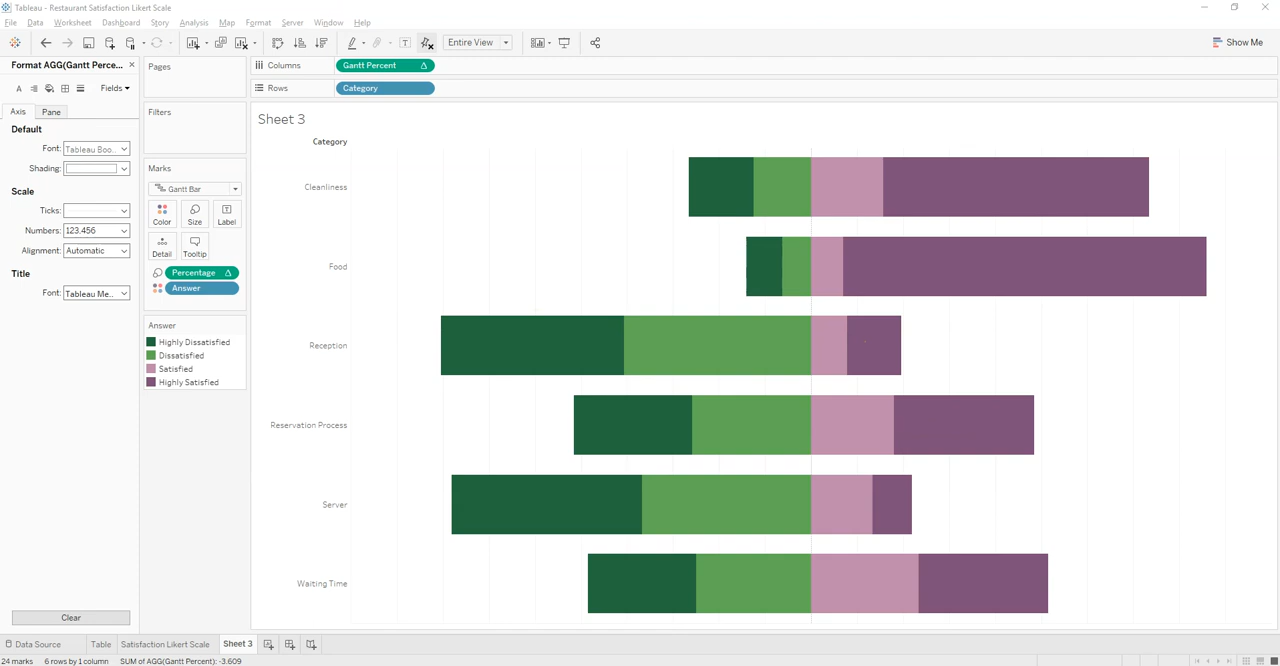 Tableau - Restaurant Satisfaction Likert Scale
File Data Worksheet Dashboard Story Analysis Map Format Server Window Help
Entire View
Show Me
Format AGG(Gantt Perce...
Fields
Axis Pane
Default
Font: Tableau Boo..
Shading:
Scale
Ticks:
Numbers: 123.456
Alignment: Automatic
Title
Font: Tableau Me..
Clear
Pages
Filters
Marks
Gantt Bar
Color Size Label
Detail Tooltip
Percentage
Answer
Answer
Highly Dissatisfied
Dissatisfied
Satisfied
Highly Satisfied
Columns Gantt Percent
Rows Category
Sheet 3
Category
Cleanliness
Food
Reception
Reservation Process
Server
Waiting Time
Data Source Table Satisfaction Likert Scale Sheet 3
24 marks 6 rows by 1 column SUM of AGG(Gantt Percent): -3.609